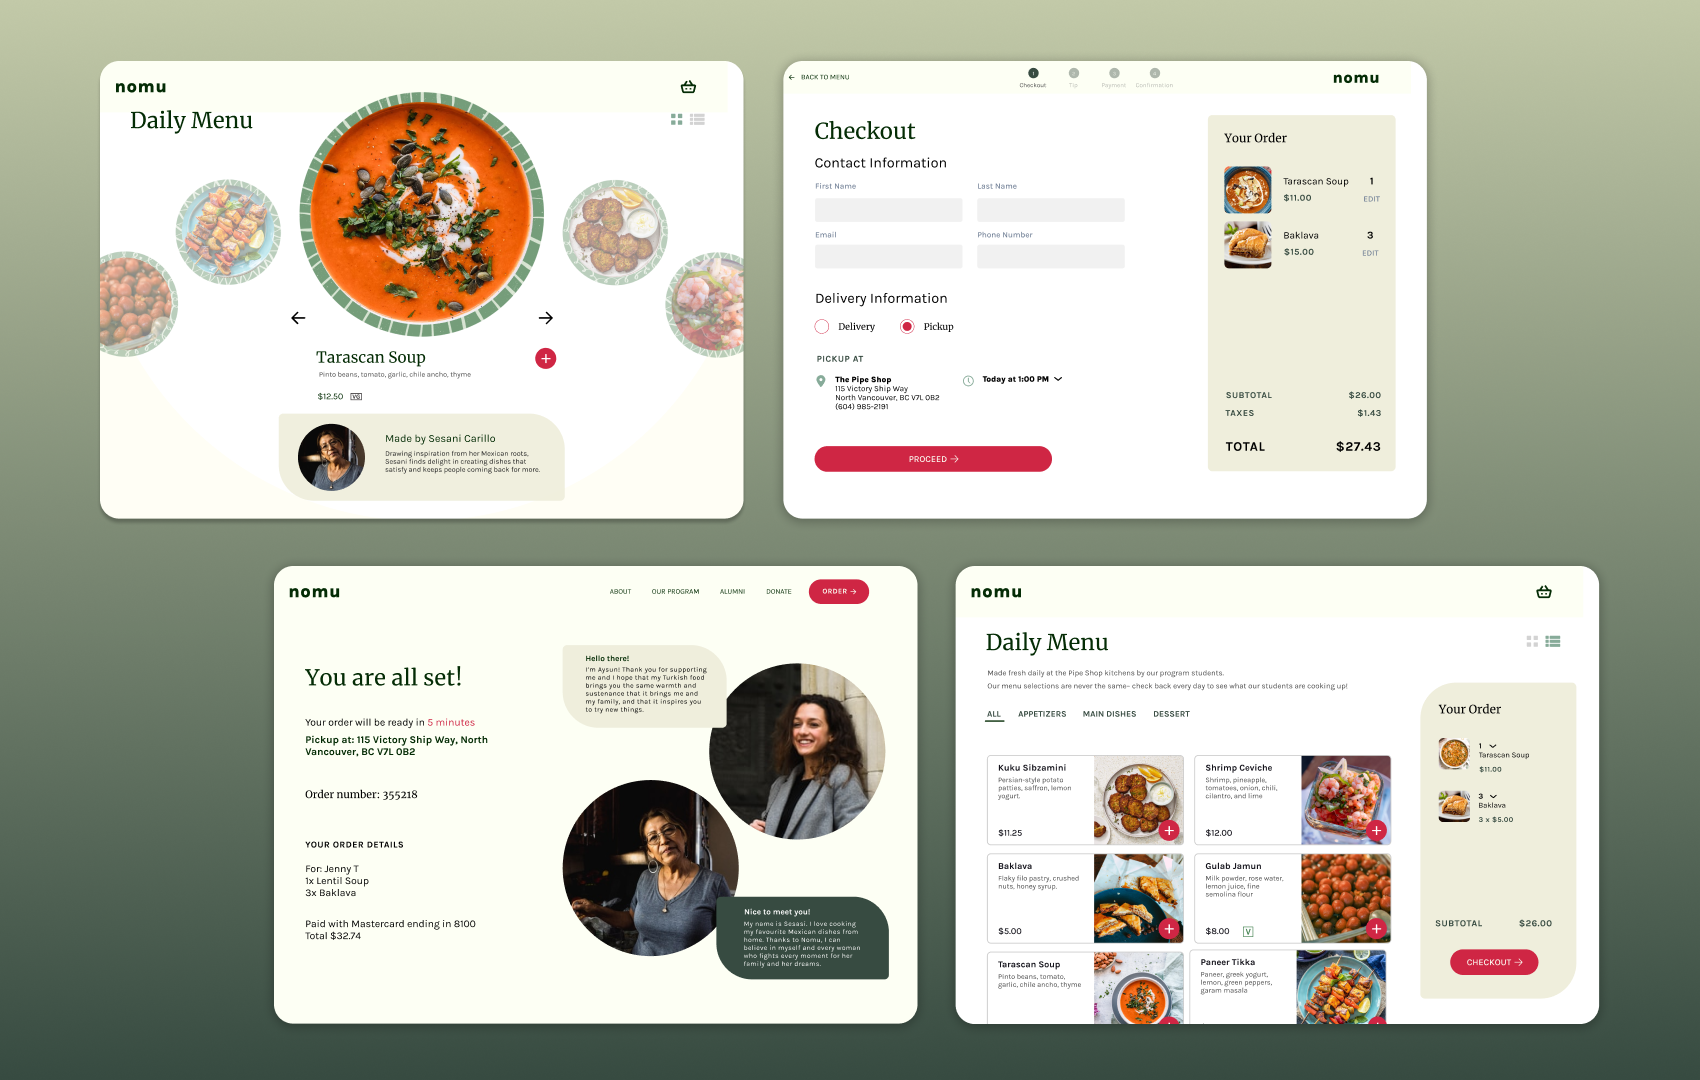 nomu
Daily Menu
Tarascan Soup
Pinto beans, tomato, garlic, chile ancho, thyme
$12.50 VG
Made by Sesani Carillo
Drawing inspiration from her Mexican roots,
Sesani finds delight in creating dishes that
satisfy and keeps people coming back for more.
BACK TO MENU
1 2 3 4
Checkout Tip Payment Confirmation
nomu
Checkout
Contact Information
First Name Last Name
Email Phone Number
Delivery Information
Delivery Pickup
PICKUP AT
The Pipe Shop
115 Victory Ship Way
North Vancouver, BC V7L 0B2
(604) 985-2191
Today at 1:00 PM
PROCEED
Your Order
Tarascan Soup 1
$11.00 EDIT
Baklava 3
$15.00 EDIT
SUBTOTAL $26.00
TAXES $1.43
TOTAL $27.43
nomu
ABOUT OUR PROGRAM ALUMNI DONATE ORDER
You are all set!
Your order will be ready in 5 minutes
Pickup at: 115 Victory Ship Way, North
Vancouver, BC V7L 0B2
Order number: 355218
YOUR ORDER DETAILS
For: Jenny T
1x Lentil Soup
3x Baklava
Paid with Mastercard ending in 8100
Total $32.74
Hello there!
I'm Aysun! Thank you for supporting
me and I hope that my Turkish food
brings you the same warmth and
sustenance that it brings me and
my family, and that it inspires you
to try new things.
Nice to meet you!
My name is Sesasi. I love cooking
my favourite Mexican dishes from
home. Thanks to Nomu, I can
believe in myself and every woman
who fights every moment for her
family and her dreams.
nomu
Daily Menu
Made fresh daily at the Pipe Shop kitchens by our program students.
Our menu selections are never the same- check back every day to see what our students are cooking up!
ALL APPETIZERS MAIN DISHES DESSERT
Kuku Sibzamini
Persian-style potato
patties, saffron, lemon
yogurt.
$11.25
Shrimp Ceviche
Shrimp, pineapple,
tomatoes, onion, chili,
cilantro, and lime
$12.00
Baklava
Flaky filo pastry, crushed
nuts, honey syrup.
$5.00
Gulab Jamun
Milk powder, rose water,
lemon juice, fine
semolina flour
$8.00 V
Tarascan Soup
Pinto beans, tomato,
garlic, chile ancho, thyme
Paneer Tikka
Paneer, greek yogurt,
lemon, green peppers,
garam masala
Your Order
1
Tarascan Soup
$11.00
3
Baklava
3 x $5.00
SUBTOTAL $26.00
CHECKOUT